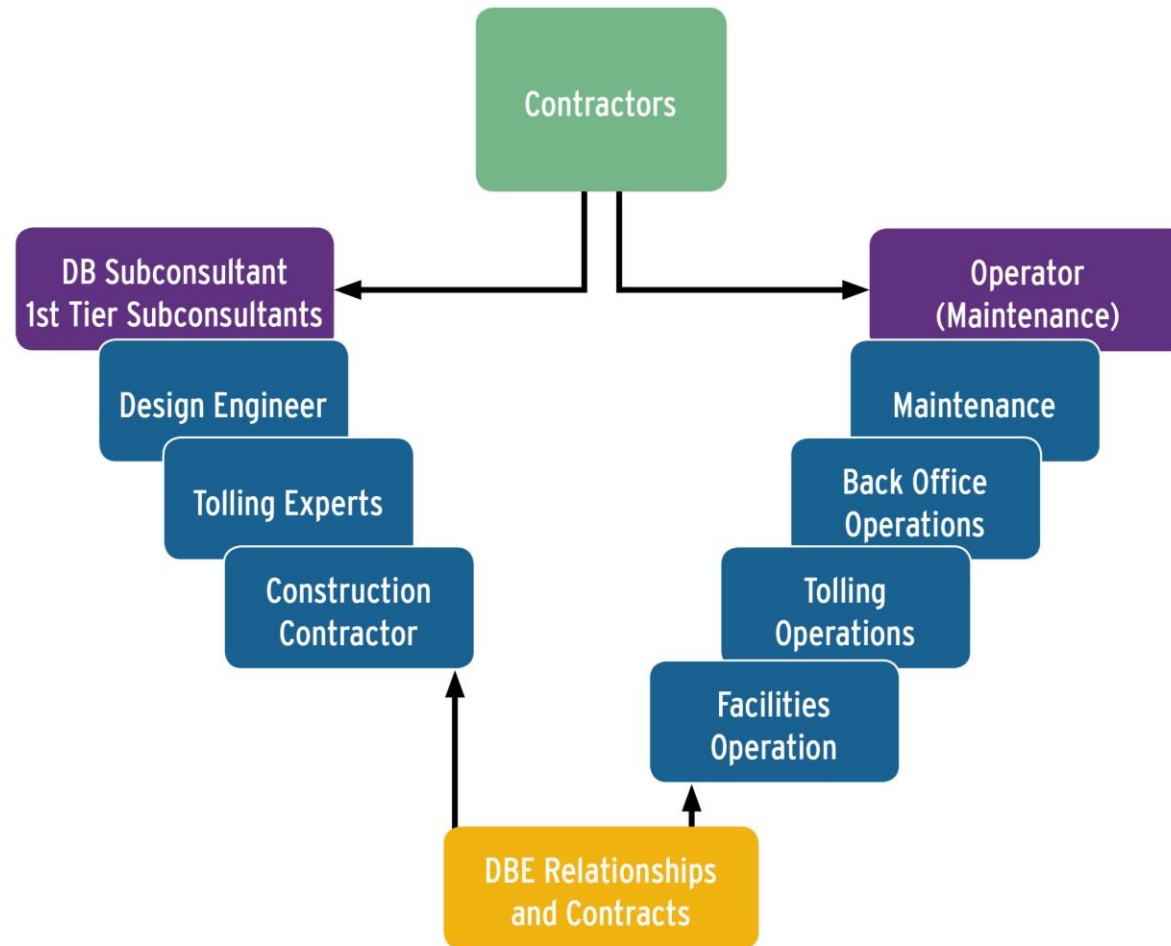 Contractors
DB Subconsultant
1st Tier Subconsultants
Design Engineer
Tolling Experts
Construction
Contractor
Operator
(Maintenance)
Maintenance
Back Office
Operations
Tolling
Operations
Facilities
Operation
DBE Relationships
and Contracts